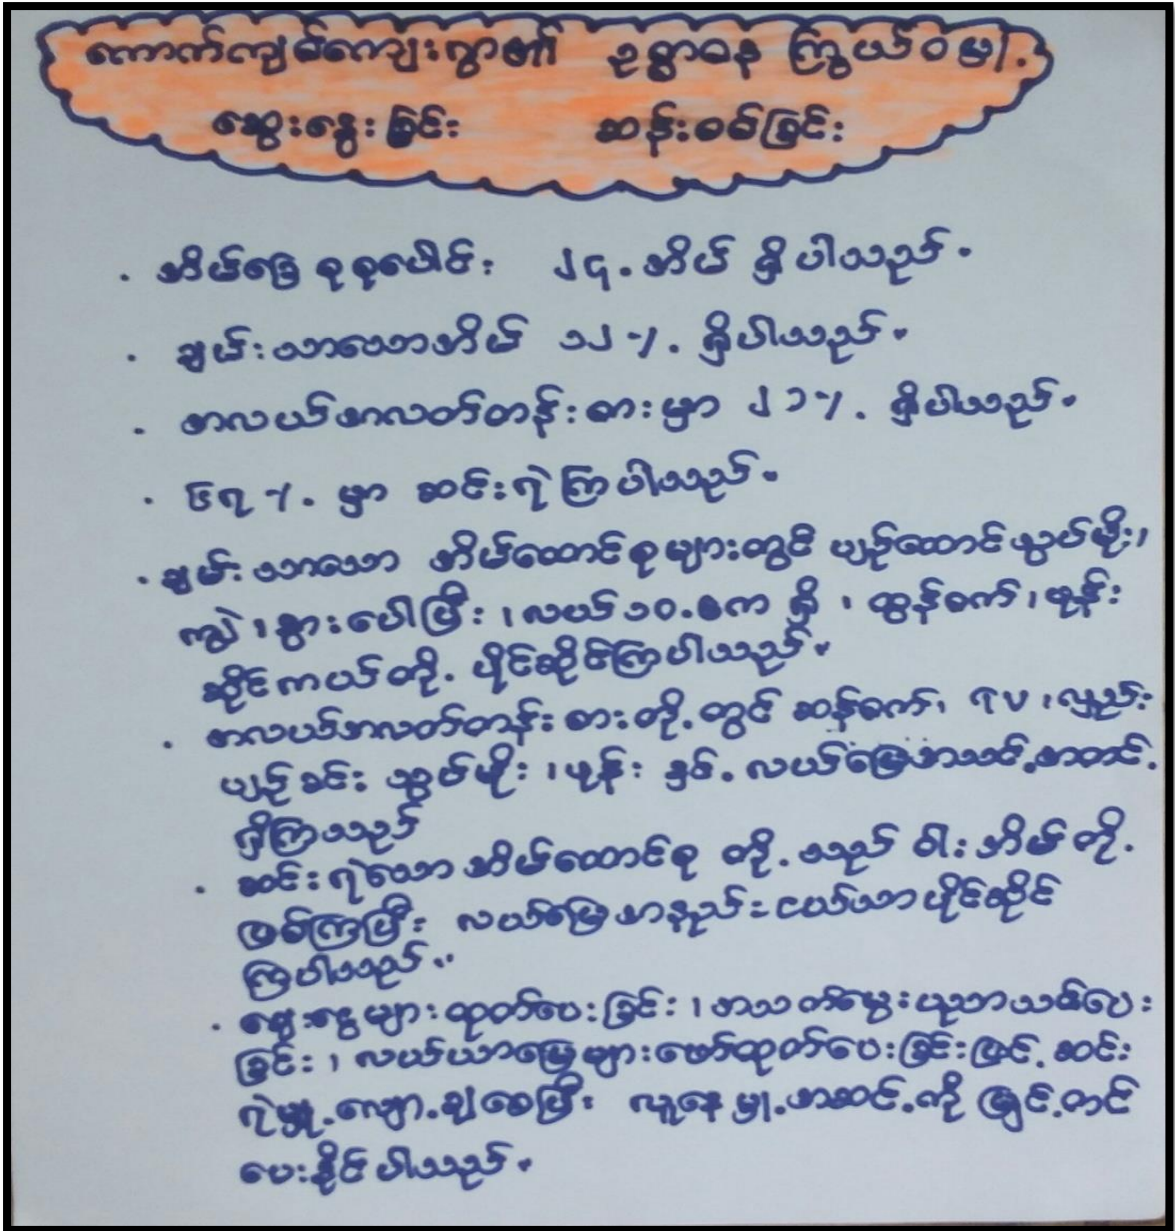 ကောက်ကျစ်ကျေးရွာ၏ ဥစ္စာဓန ကြွယ်ဝမှု့
ဆွေးနွေးခြင်း ဆန်းစစ်ခြင်း
. အိမ်ခြေ စုစုပေါင်း ၂၄.အိမ် ရှိပါသည်။
. ချမ်းသာသောအိမ် ၁၂ %. ရှိပါသည်။
. အလယ်အလတ်တန်းစားမှာ ၂၁%. ရှိပါသည်။
. ၆၇ %. မှာ ဆင်းရဲကြပါသည်။
. ချမ်းသာသော အိမ်ထောင်စုများတွင် ပျဉ်ထောင်သွပ်မိုး၊
ကျွဲ၊နွားပေါပြီး၊လယ်၁၀.ဧက ရှိ၊ ထွန်စက်၊ဖုန်း
ဆိုင်ကယ်တို့ ပိုင်ဆိုင်ကြပါသည်။
. အလယ်အလတ်တန်းစားတို့တွင် ဆန်စက်၊ TV ၊လှည်း
ပျဉ်ခင်း သွပ်မိုး၊ဖုန်း နှင့် လယ်မြေအသင့်အတင့်
ရှိကြသည်
. ဆင်းရဲသောအိမ်ထောင်စု တို့သည် ဝါးအိမ်တို့
ဖြစ်ကြပြီး လယ်မြေအနည်းငယ်သာပိုင်ဆိုင်
ကြပါသည်။
. ချေးငွေများထုတ်ပေးခြင်း၊အသက်မွေးပညာသင်ပေး
ခြင်း၊လယ်ယာမြေများဖော်ထုတ်ပေးခြင်းဖြင့် ဆင်း
ရဲမှု့လျော့ချစေပြီး လူနေမှု့အဆင့်ကို မြှင့်တင်
ပေးနိုင်ပါသည်။